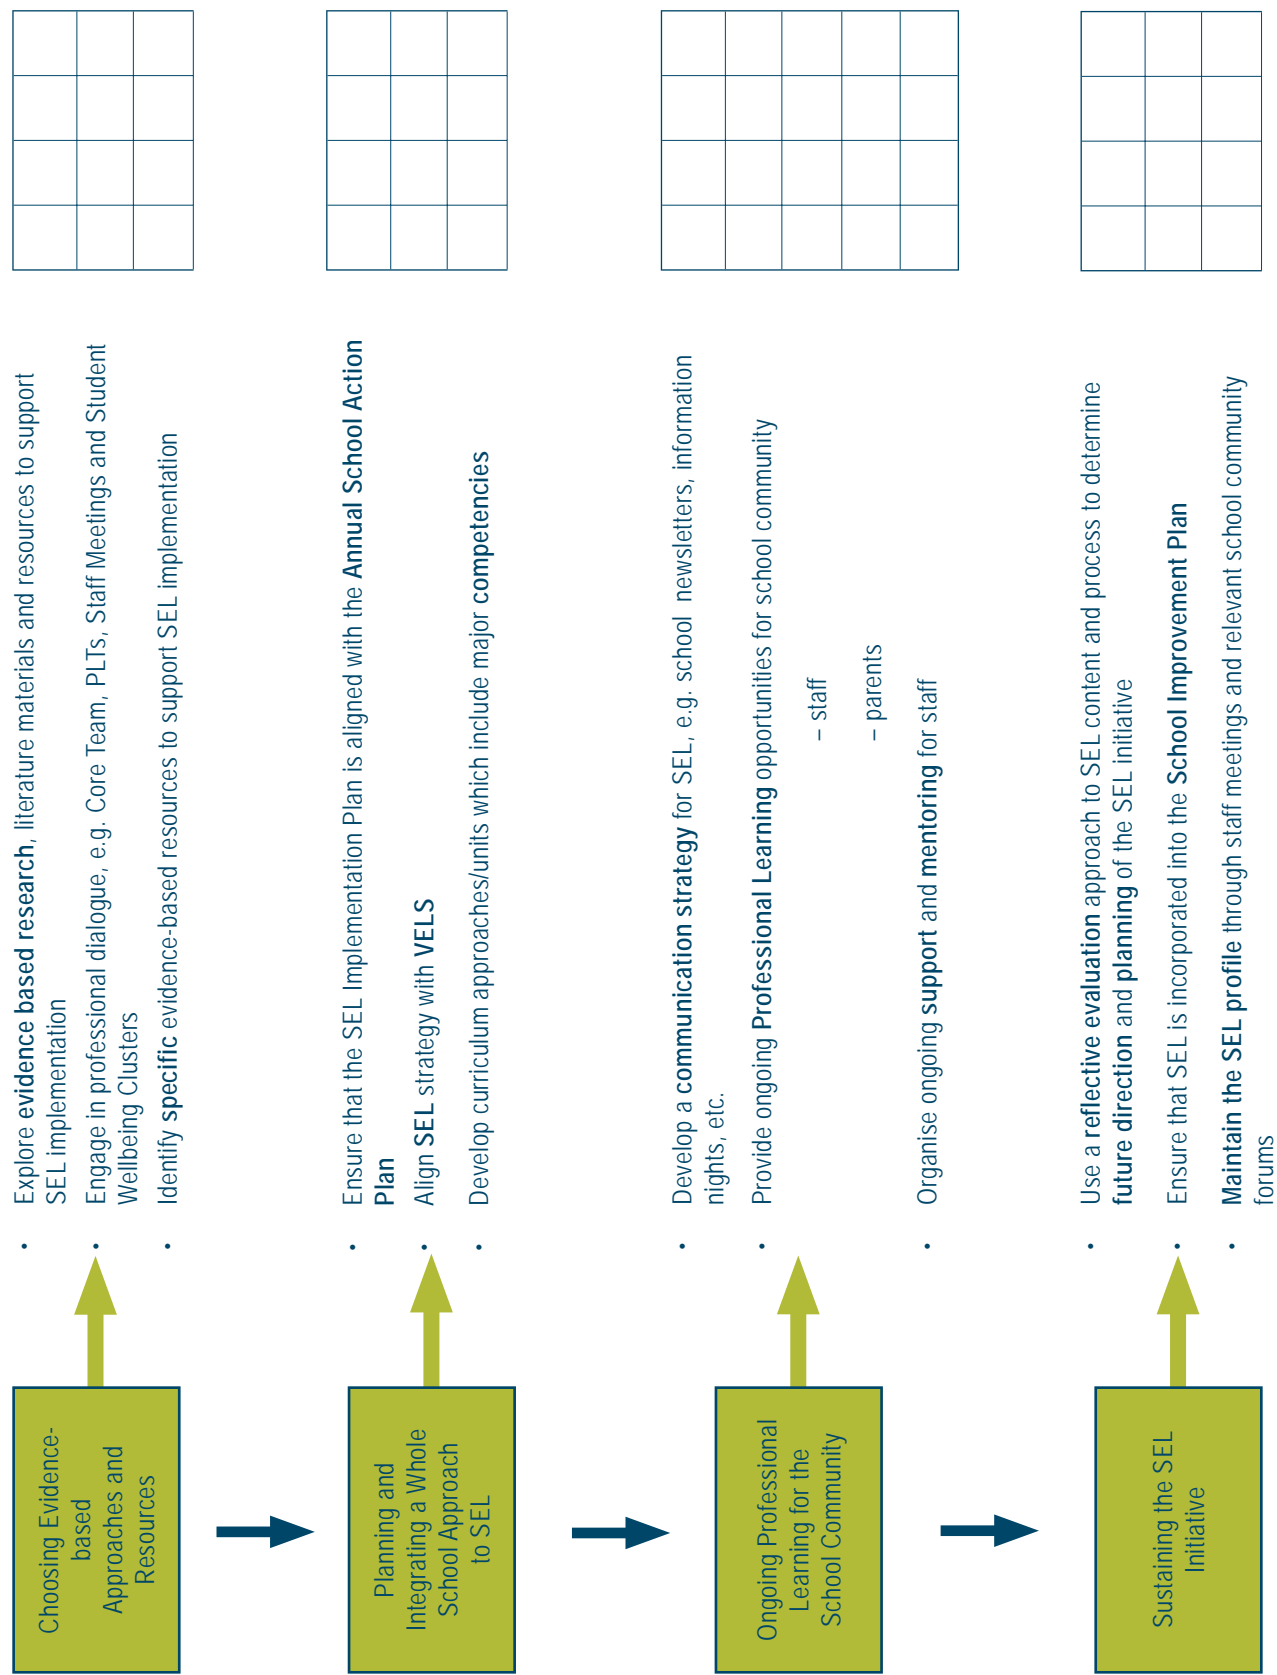 Choosing Evidence-
based
Approaches and
Resources
• Explore evidence based research, literature materials and resources to support
SEL implementation
• Engage in professional dialogue, e.g. Core Team, PLTs, Staff Meetings and Student
Wellbeing Clusters
• Identify specific evidence-based resources to support SEL implementation
Planning and
Integrating a Whole
School Approach
to SEL
• Ensure that the SEL Implementation Plan is aligned with the Annual School Action
Plan
• Align SEL strategy with VELS
• Develop curriculum approaches/units which include major competencies
Ongoing Professional
Learning for the
School Community
• Develop a communication strategy for SEL, e.g. school newsletters, information
nights, etc.
• Provide ongoing Professional Learning opportunities for school community
– staff
– parents
• Organise ongoing support and mentoring for staff
Sustaining the SEL
Initiative
• Use a reflective evaluation approach to SEL content and process to determine
future direction and planning of the SEL initiative
• Ensure that SEL is incorporated into the School Improvement Plan
• Maintain the SEL profile through staff meetings and relevant school community
forums